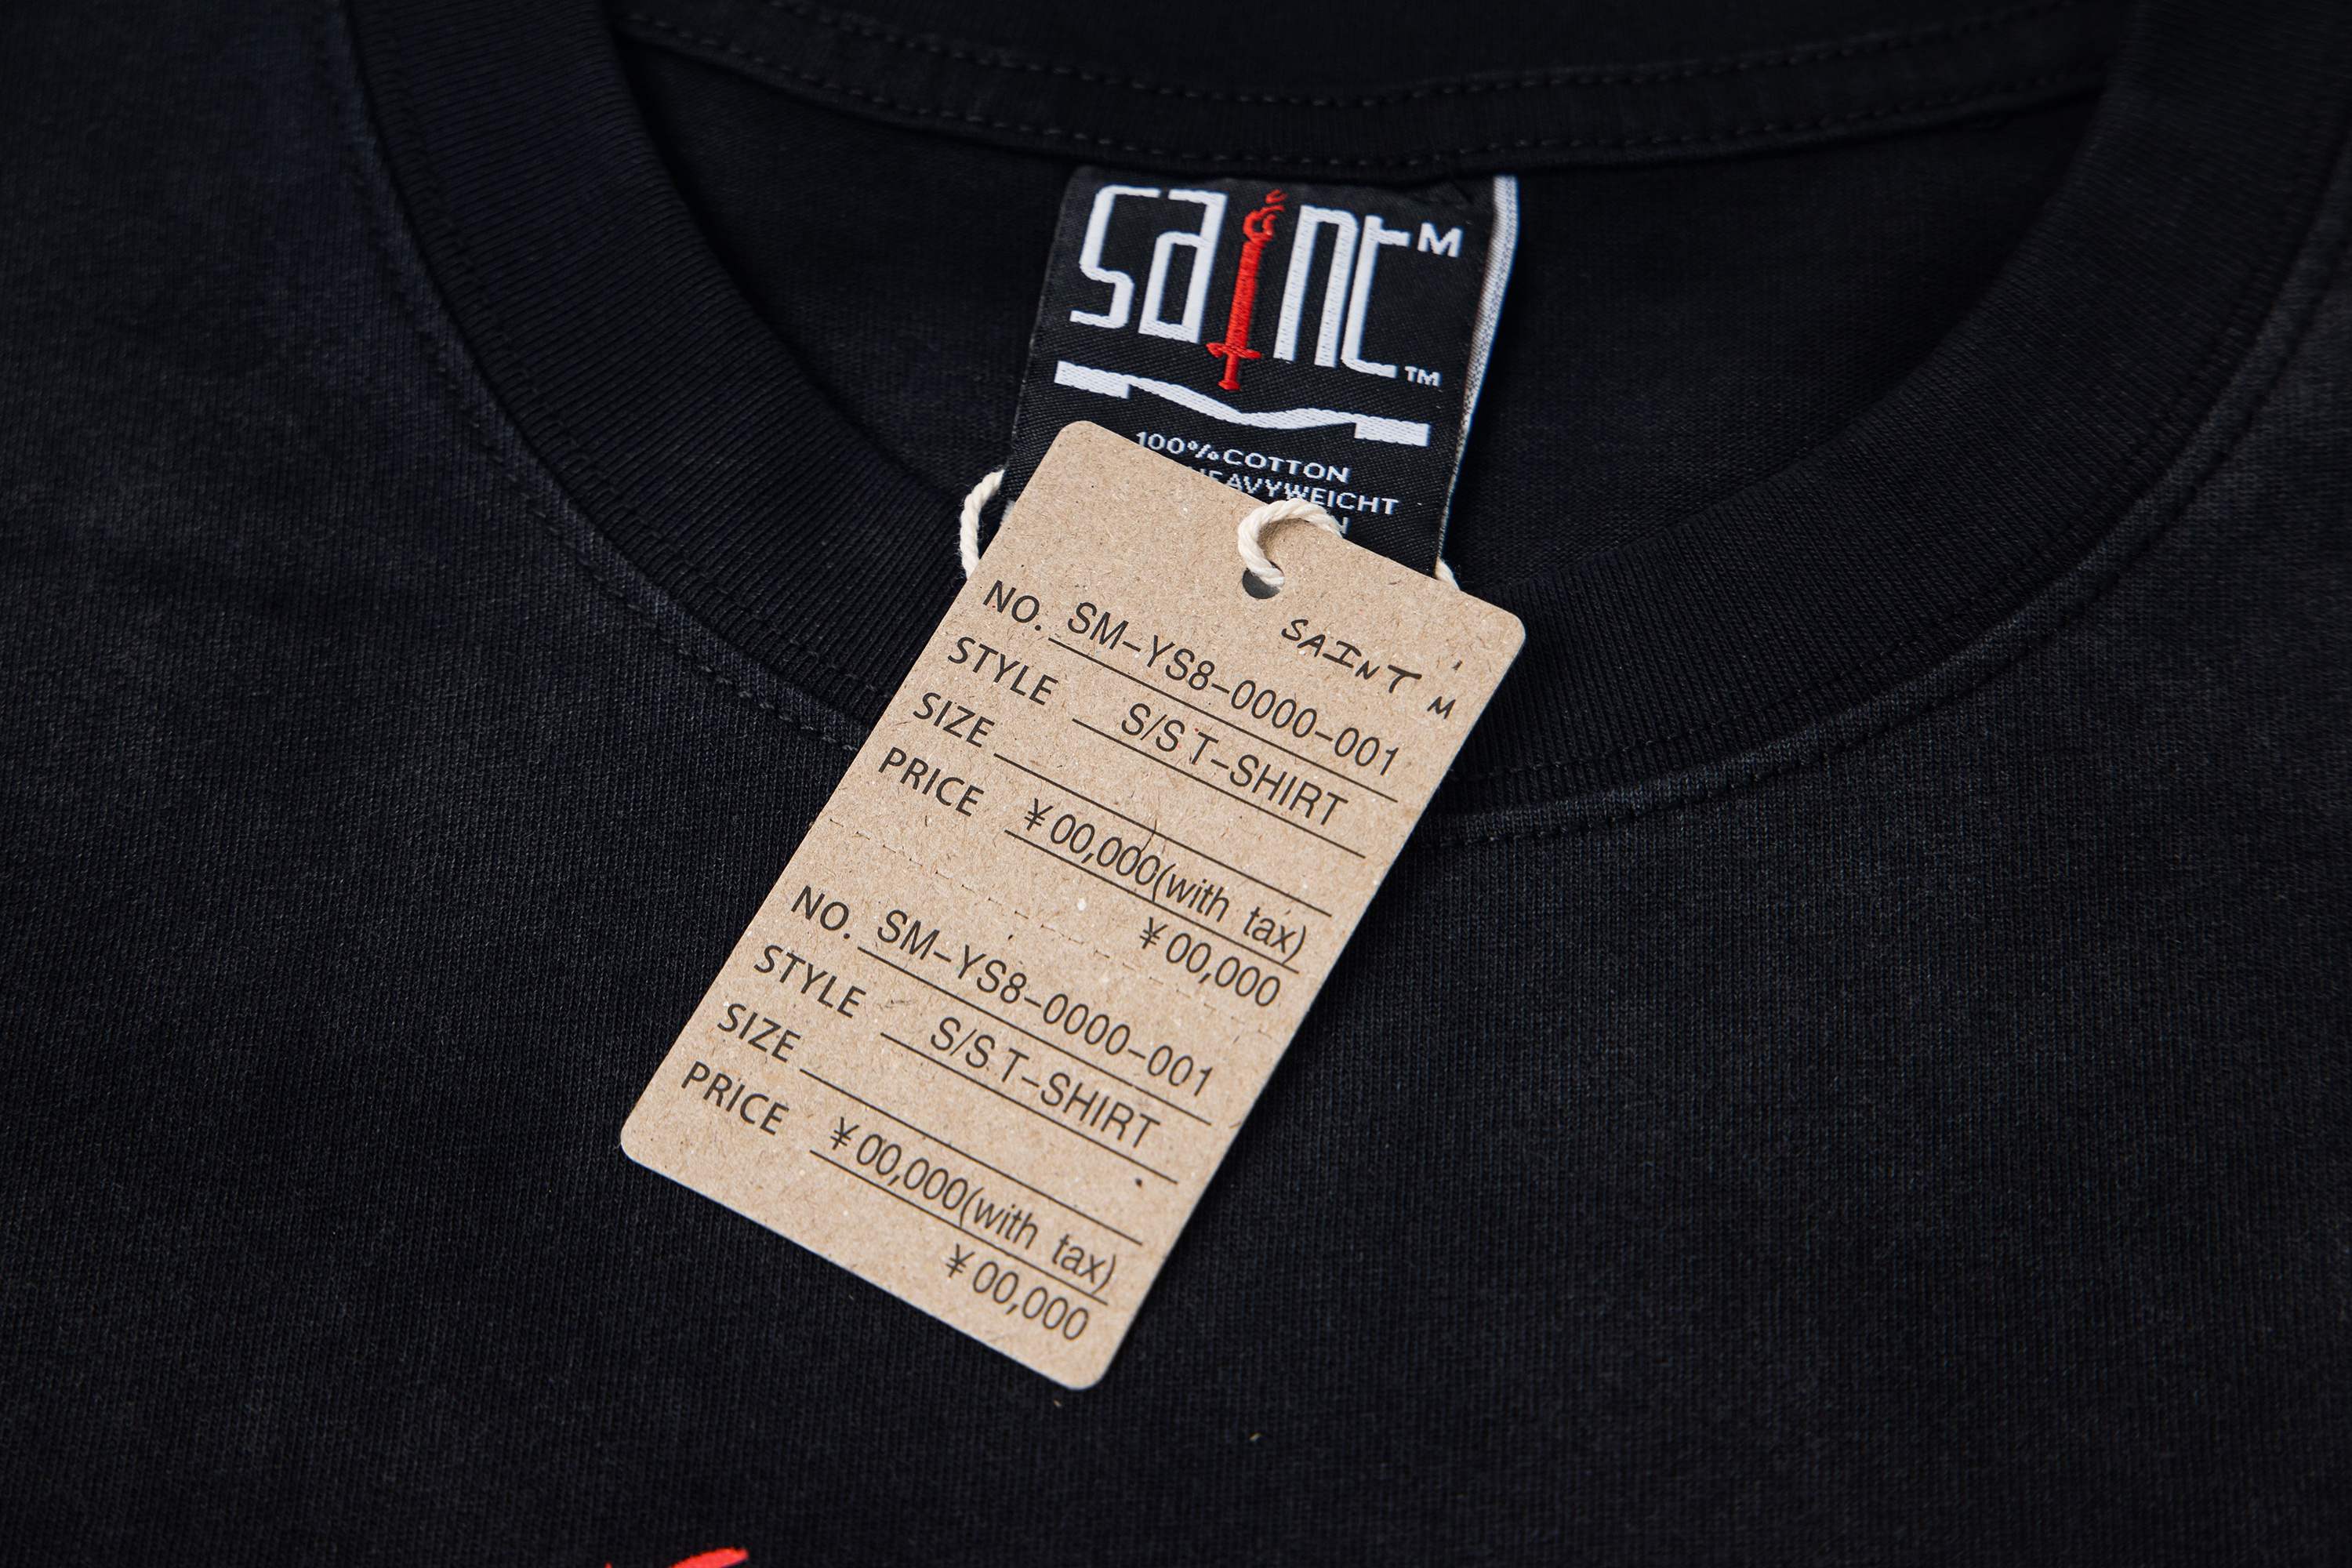 saint M
TM
100% COTTON
HEAVYWEIGHT
SAINT M
NO. SM-YS8-0000-001
STYLE S/S T-SHIRT
SIZE
PRICE ¥00,000(with tax)
¥00,000
NO. SM-YS8-0000-001
STYLE S/S T-SHIRT
SIZE
PRICE ¥00,000(with tax)
¥00,000